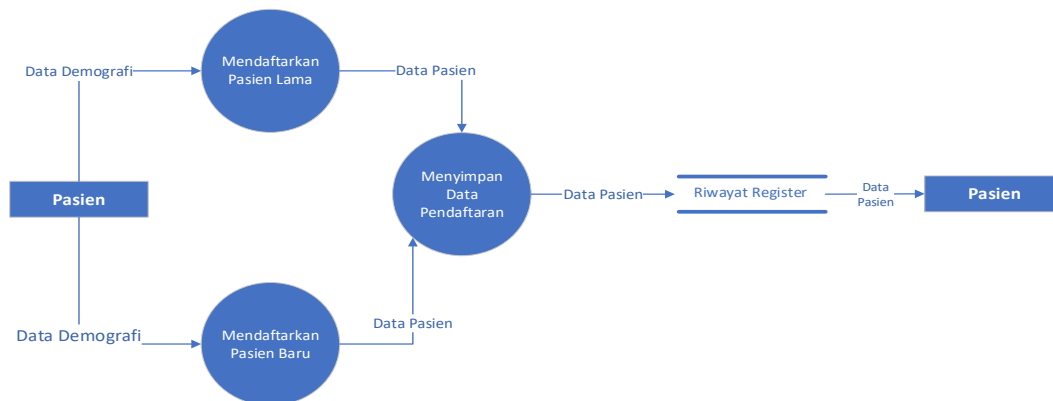 Mendaftarkan
Pasien Lama
Data Demografi
Data Pasien
Pasien
Menyimpan
Data
Pendaftaran
Data Pasien
Riwayat Register
Data
Pasien
Pasien
Data Demografi
Mendaftarkan
Pasien Baru
Data Pasien